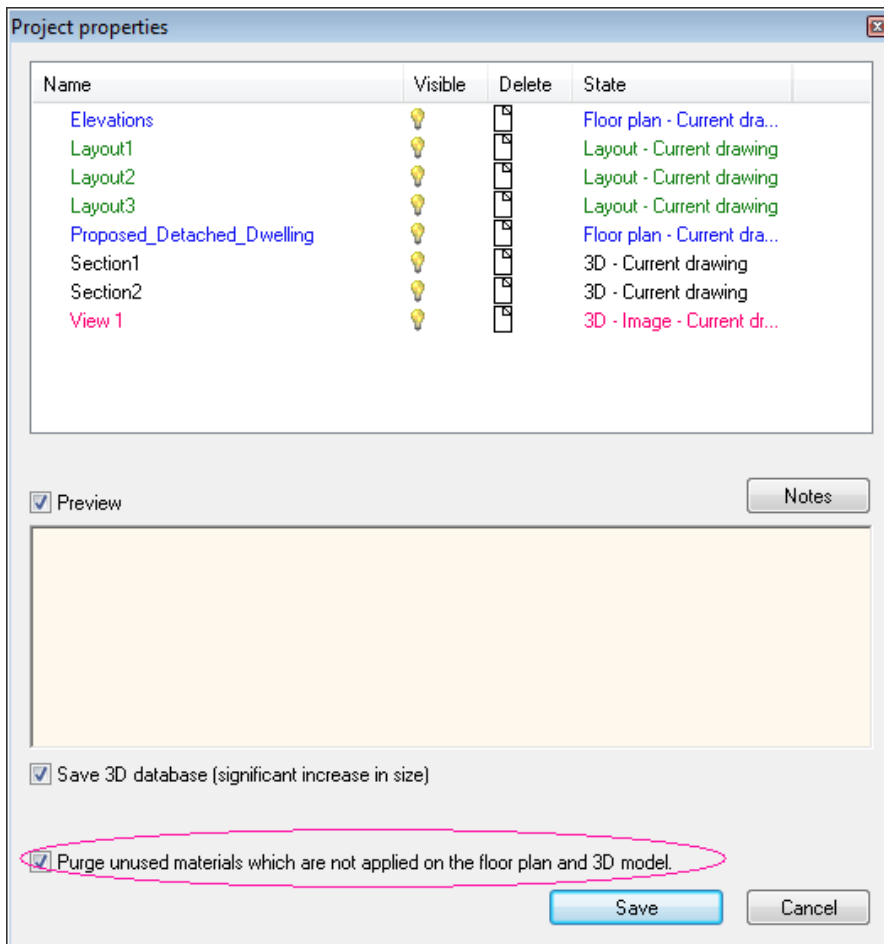 Project properties
Name Visible Delete State
Elevations Floor plan - Current dra...
Layout1 Layout - Current drawing
Layout2 Layout - Current drawing
Layout3 Layout - Current drawing
Proposed_Detached_Dwelling Floor plan - Current dra...
Section1 3D - Current drawing
Section2 3D - Current drawing
View 1 3D - Image - Current dr...
Preview Notes
Save 3D database (significant increase in size)
Purge unused materials which are not applied on the floor plan and 3D model.
Save Cancel